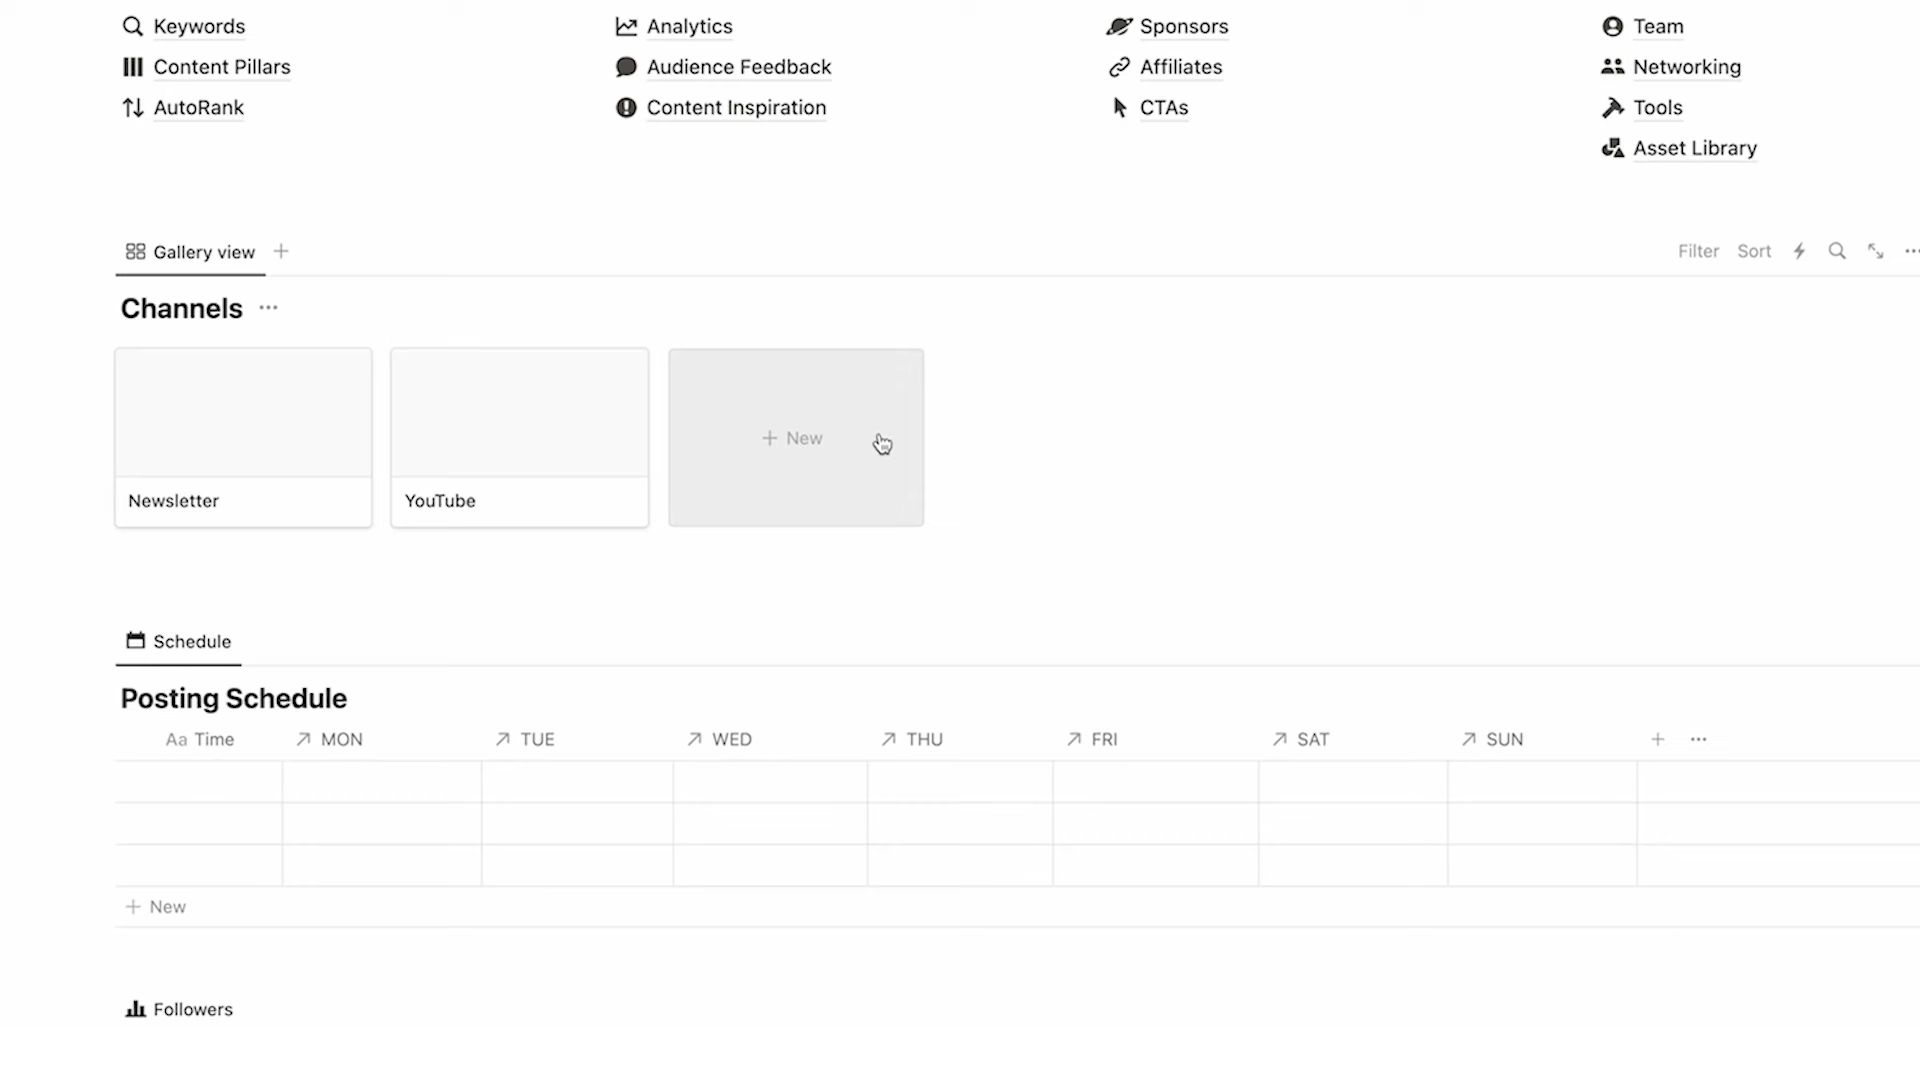 Keywords
Content Pillars
AutoRank
Analytics
Audience Feedback
Content Inspiration
Sponsors
Affiliates
CTAs
Team
Networking
Tools
Asset Library
Gallery view
Filter Sort
Channels
Newsletter
YouTube
+ New
Schedule
Posting Schedule
Aa Time MON TUE WED THU FRI SAT SUN
+ New
Followers